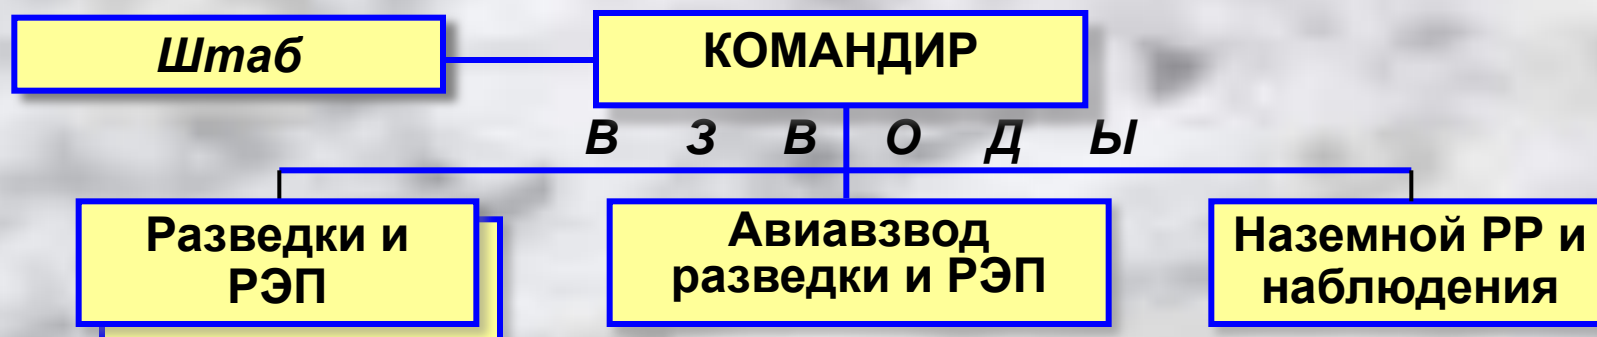 Штаб
КОМАНДИР
В З В О Д Ы
Разведки и
РЭП
Авиавзвод
разведки и РЭП
Наземной РР и
наблюдения